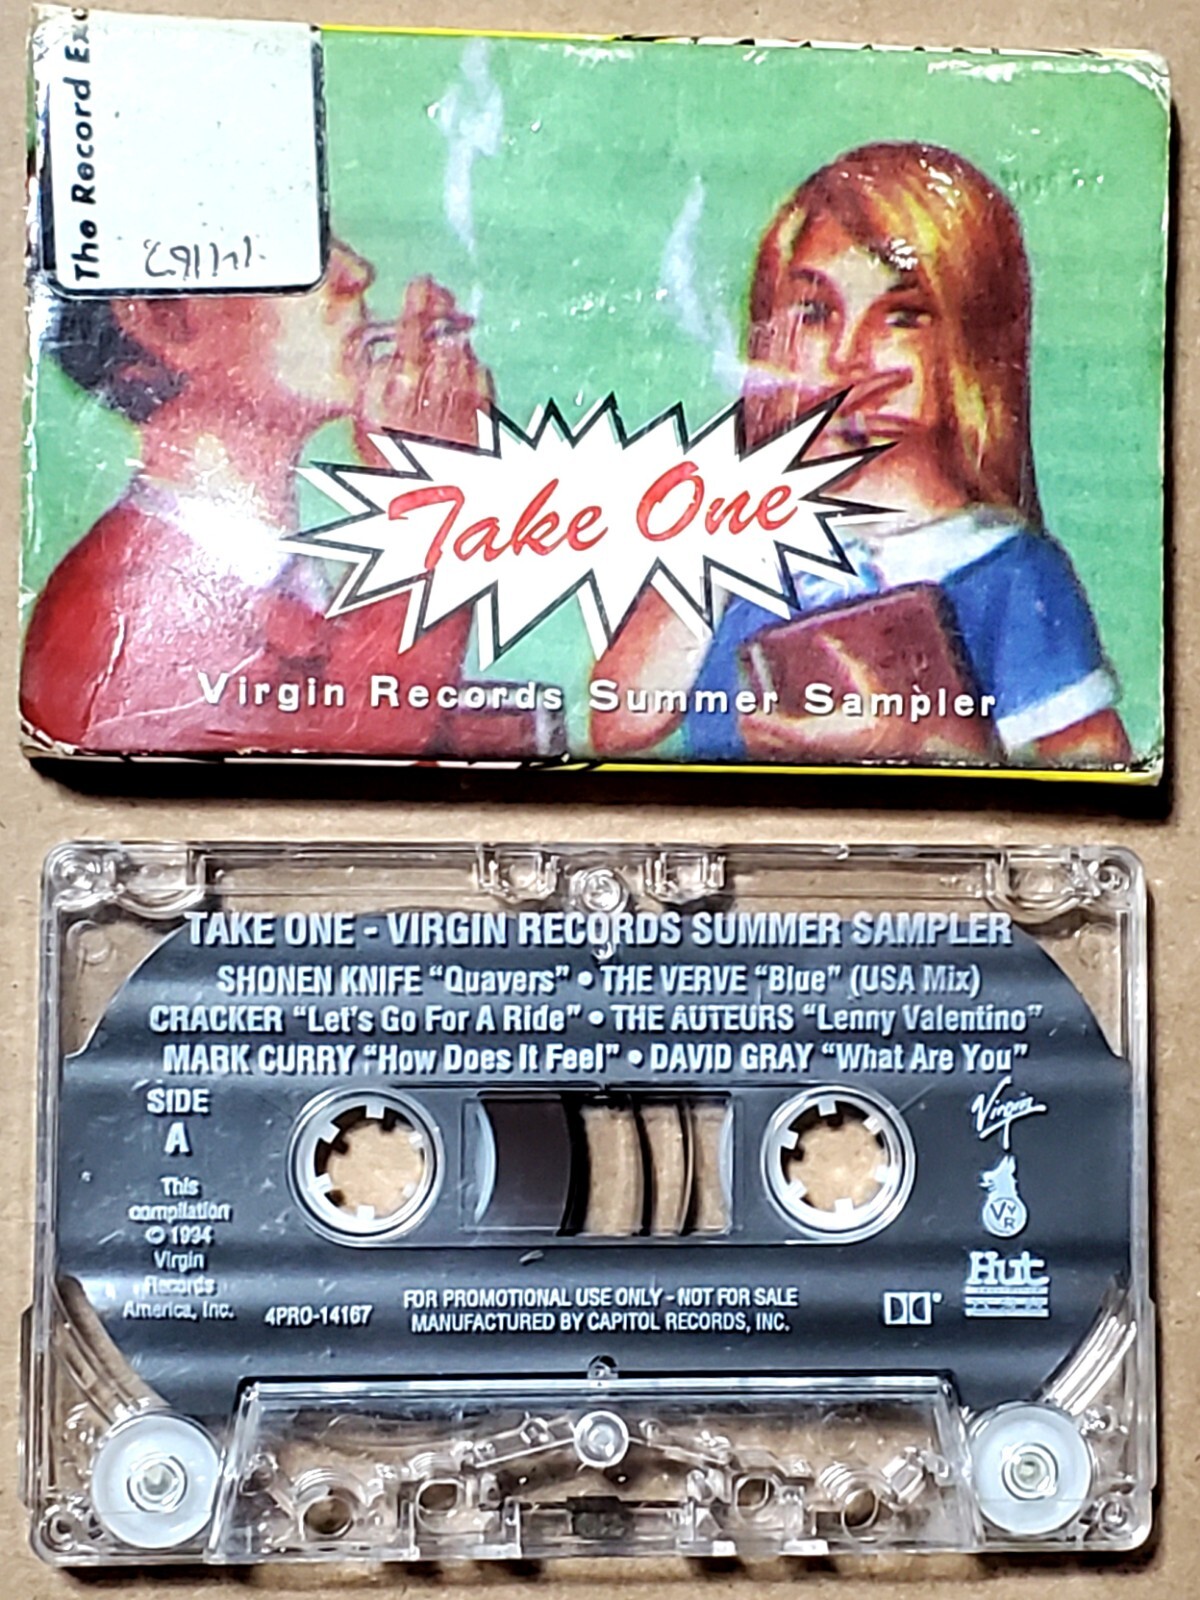 The Record Exc
Take One
Virgin Records Summer Sampler
TAKE ONE - VIRGIN RECORDS SUMMER SAMPLER
SHONEN KNIFE “Quavers” • THE VERVE “Blue” (USA Mix)
CRACKER “Let's Go For A Ride” • THE AUTEURS “Lenny Valentino”
MARK CURRY “How Does It Feel” • DAVID GRAY “What Are You”
SIDE
A
This
compilation
© 1994
Virgin
Records
America, Inc.
4PRO-14167
FOR PROMOTIONAL USE ONLY - NOT FOR SALE
MANUFACTURED BY CAPITOL RECORDS, INC.
Virgin
VYR
Hut